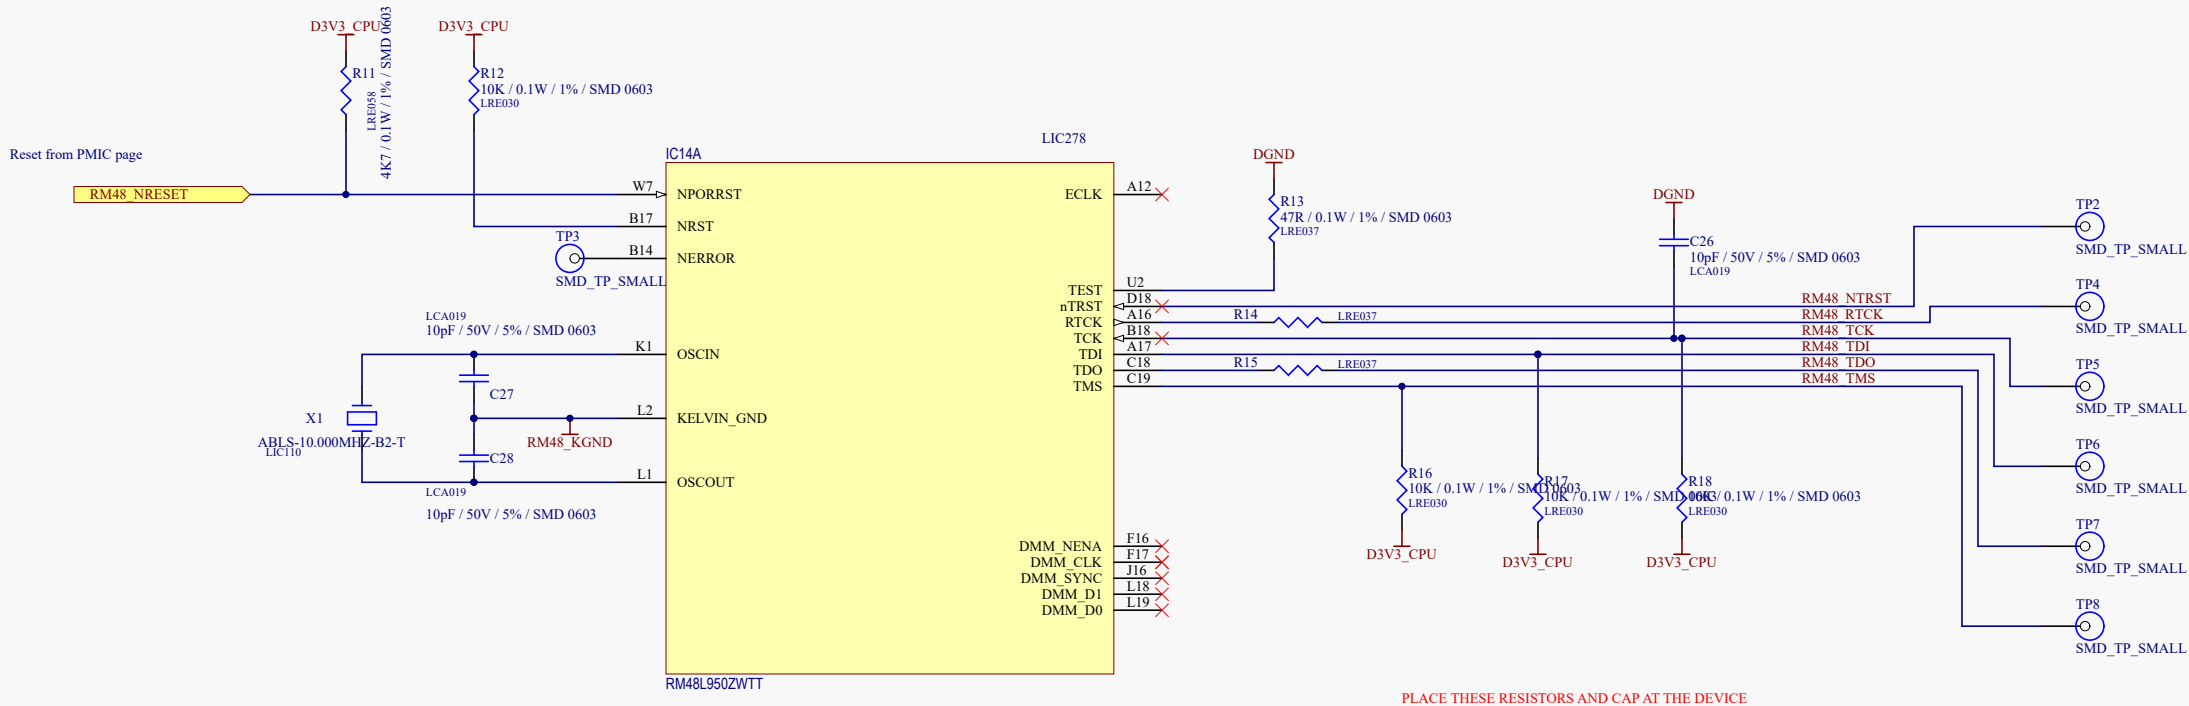 D3V3_CPU
D3V3_CPU
R11
LRE058
4K7 / 0.1W / 1% / SMD 0603
R12
10K / 0.1W / 1% / SMD 0603
LRE030
Reset from PMIC page
RM48_NRESET
IC14A
LIC278
W7
NPORRST
B17
NRST
TP3
B14
NERROR
SMD_TP_SMALL
LCA019
10pF / 50V / 5% / SMD 0603
K1
OSCIN
C27
X1
ABLS-10.000MHZ-B2-T
LIC110
L2
KELVIN_GND
RM48_KGND
C28
L1
OSCOUT
LCA019
10pF / 50V / 5% / SMD 0603
ECLK
A12
TEST
U2
nTRST
D18
RTCK
A16
TCK
B18
TDI
A17
TDO
C18
TMS
C19
DMM_NENA
F16
DMM_CLK
F17
DMM_SYNC
J16
DMM_D1
L18
DMM_D0
L19
RM48L950ZWTT
DGND
R13
47R / 0.1W / 1% / SMD 0603
LRE037
R14
LRE037
R15
LRE037
DGND
C26
10pF / 50V / 5% / SMD 0603
LCA019
RM48_NTRST
RM48_RTCK
RM48_TCK
RM48_TDI
RM48_TDO
RM48_TMS
R16
10K / 0.1W / 1% / SMD 0603
LRE030
D3V3_CPU
R17
10K / 0.1W / 1% / SMD 0603
LRE030
D3V3_CPU
R18
10K / 0.1W / 1% / SMD 0603
LRE030
D3V3_CPU
TP2
SMD_TP_SMALL
TP4
SMD_TP_SMALL
TP5
SMD_TP_SMALL
TP6
SMD_TP_SMALL
TP7
SMD_TP_SMALL
TP8
SMD_TP_SMALL
PLACE THESE RESISTORS AND CAP AT THE DEVICE